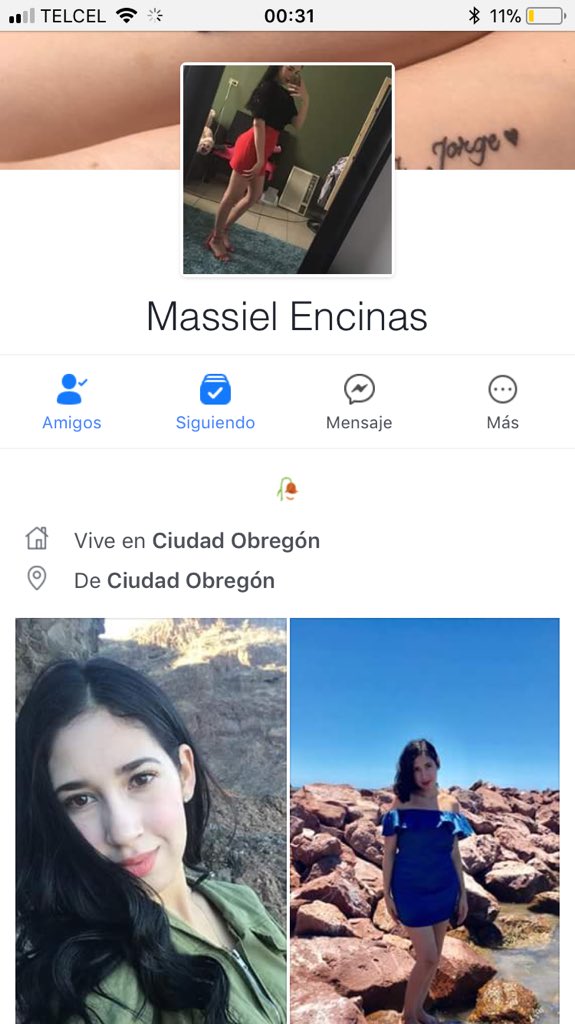 TELCEL 00:31 11%
Jorge
Massiel Encinas
Amigos Siguiendo Mensaje Más
Vive en Ciudad Obregón
De Ciudad Obregón